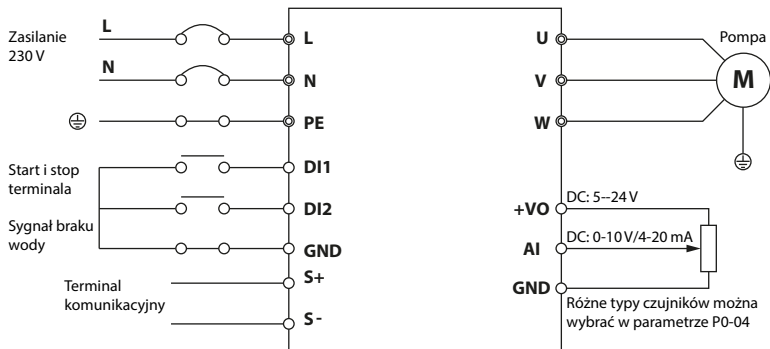 Zasilanie
230 V
L
N
L
N
PE
Start i stop
terminala
DI1
Sygnał braku
wody
DI2
GND
Terminal
komunikacyjny
S+
S-
U
V
W
Pompa
M
+VO
DC: 5--24 V
AI
DC: 0-10 V/4-20 mA
GND
Różne typy czujników można
wybrać w parametrze P0-04